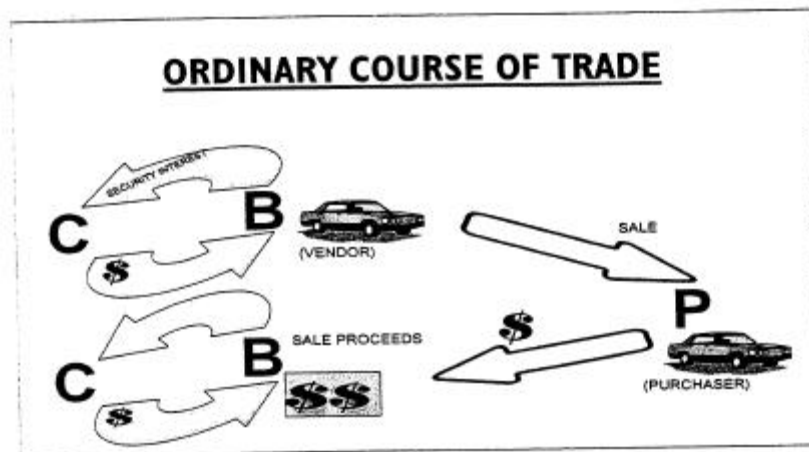 ORDINARY COURSE OF TRADE
SECURITY INTEREST
C
B
$
(VENDOR)
SALE
P
$
(PURCHASER)
SALE PROCEEDS
C
B
$
$$